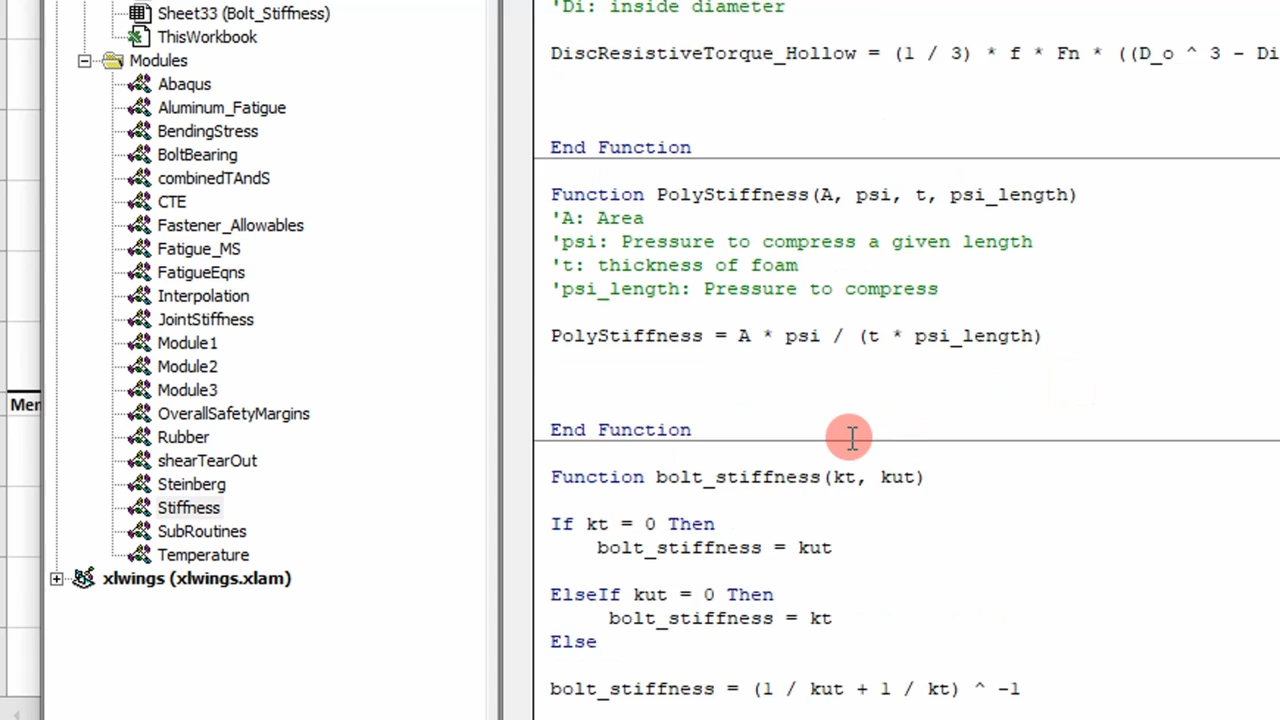 Sheet33 (Bolt_Stiffness)
ThisWorkbook
Modules
Abaqus
Aluminum_Fatigue
BendingStress
BoltBearing
combinedTAndS
CTE
Fastener_Allowables
Fatigue_MS
FatigueEqns
Interpolation
JointStiffness
Module1
Module2
Module3
OverallSafetyMargins
Rubber
shearTearOut
Steinberg
Stiffness
SubRoutines
Temperature
xlwings (xlwings.xlam)
Mer
'Di: inside diameter
DiscResistiveTorque_Hollow = (1 / 3) * f * Fn * ((D_o ^ 3 - Di
End Function
Function PolyStiffness(A, psi, t, psi_length)
'A: Area
'psi: Pressure to compress a given length
't: thickness of foam
'psi_length: Pressure to compress
PolyStiffness = A * psi / (t * psi_length)
End Function
Function bolt_stiffness(kt, kut)
If kt = 0 Then
bolt_stiffness = kut
ElseIf kut = 0 Then
bolt_stiffness = kt
Else
bolt_stiffness = (1 / kut + 1 / kt) ^ -1